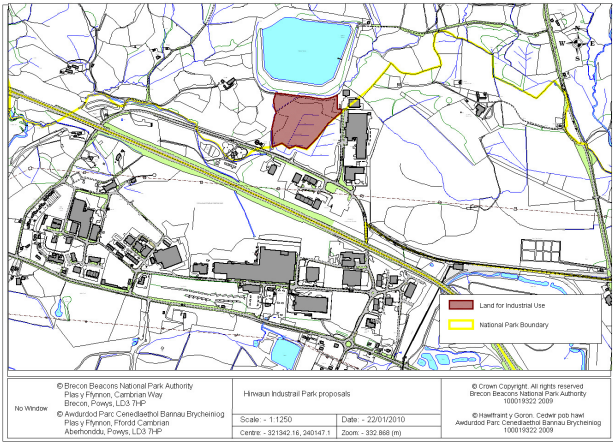 N
W
E
S
Land for Industrial Use
National Park Boundary
No Window
© Brecon Beacons National Park Authority
Plas y Ffynnon, Cambrian Way
Brecon, Powys, LD3 7HP
© Awdurdod Parc Cenedlaethol Bannau Brycheiniog
Plas y Ffynnon, Ffordd Cambrian
Aberhonddu, Powys, LD3 7HP
Hirwaun Industrail Park proposals
Scale: - 1:1250
Date: - 22/01/2010
Centre: - 321342.16, 240147.1
Zoom: - 332.868 (m)
© Crown Copyright. All rights reserved
Brecon Beacons National Park Authority
100019322 2009
© Hawlfraint y Goron. Cedwir pob hawl
Awdurdod Parc Cenedlaethol Bannau Brycheiniog
100019322 2009